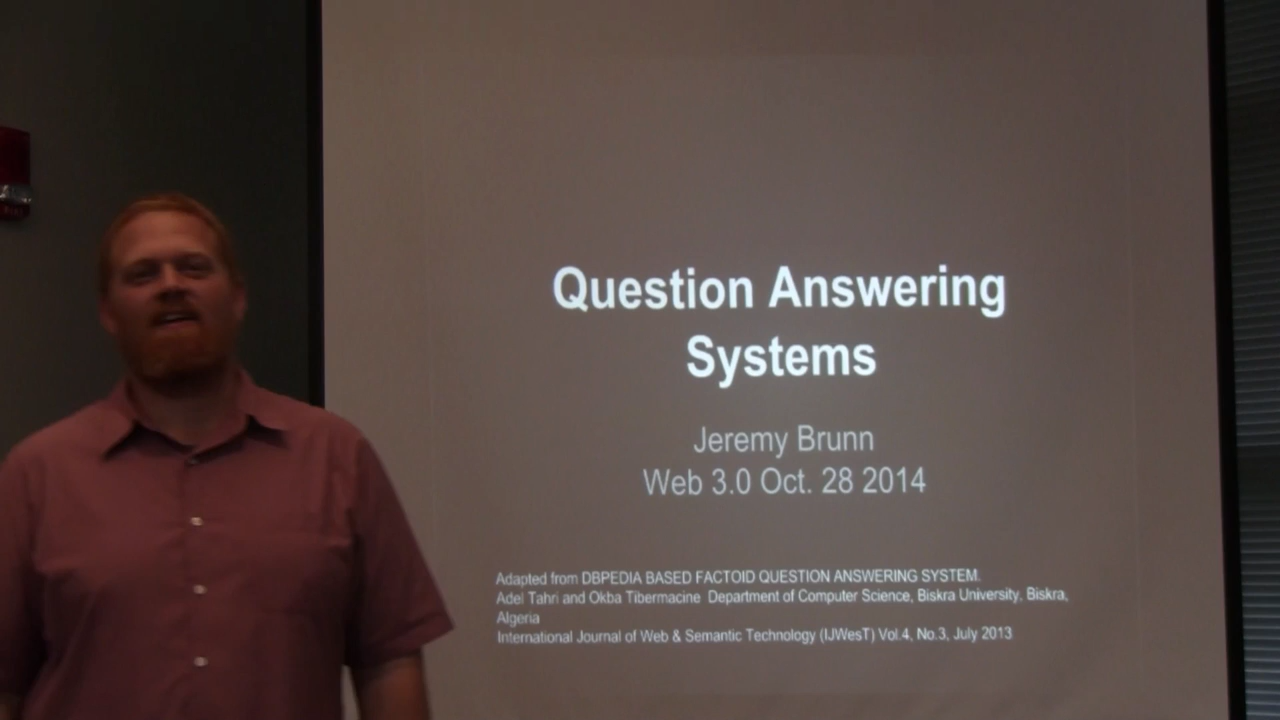 Question Answering
Systems
Jeremy Brunn
Web 3.0 Oct. 28 2014
Adapted from DBPEDIA BASED FACTOID QUESTION ANSWERING SYSTEM.
Adel Tahri and Okba Tibermacine Department of Computer Science, Biskra University, Biskra,
Algeria
International Journal of Web & Semantic Technology (IJWesT) Vol.4, No.3, July 2013